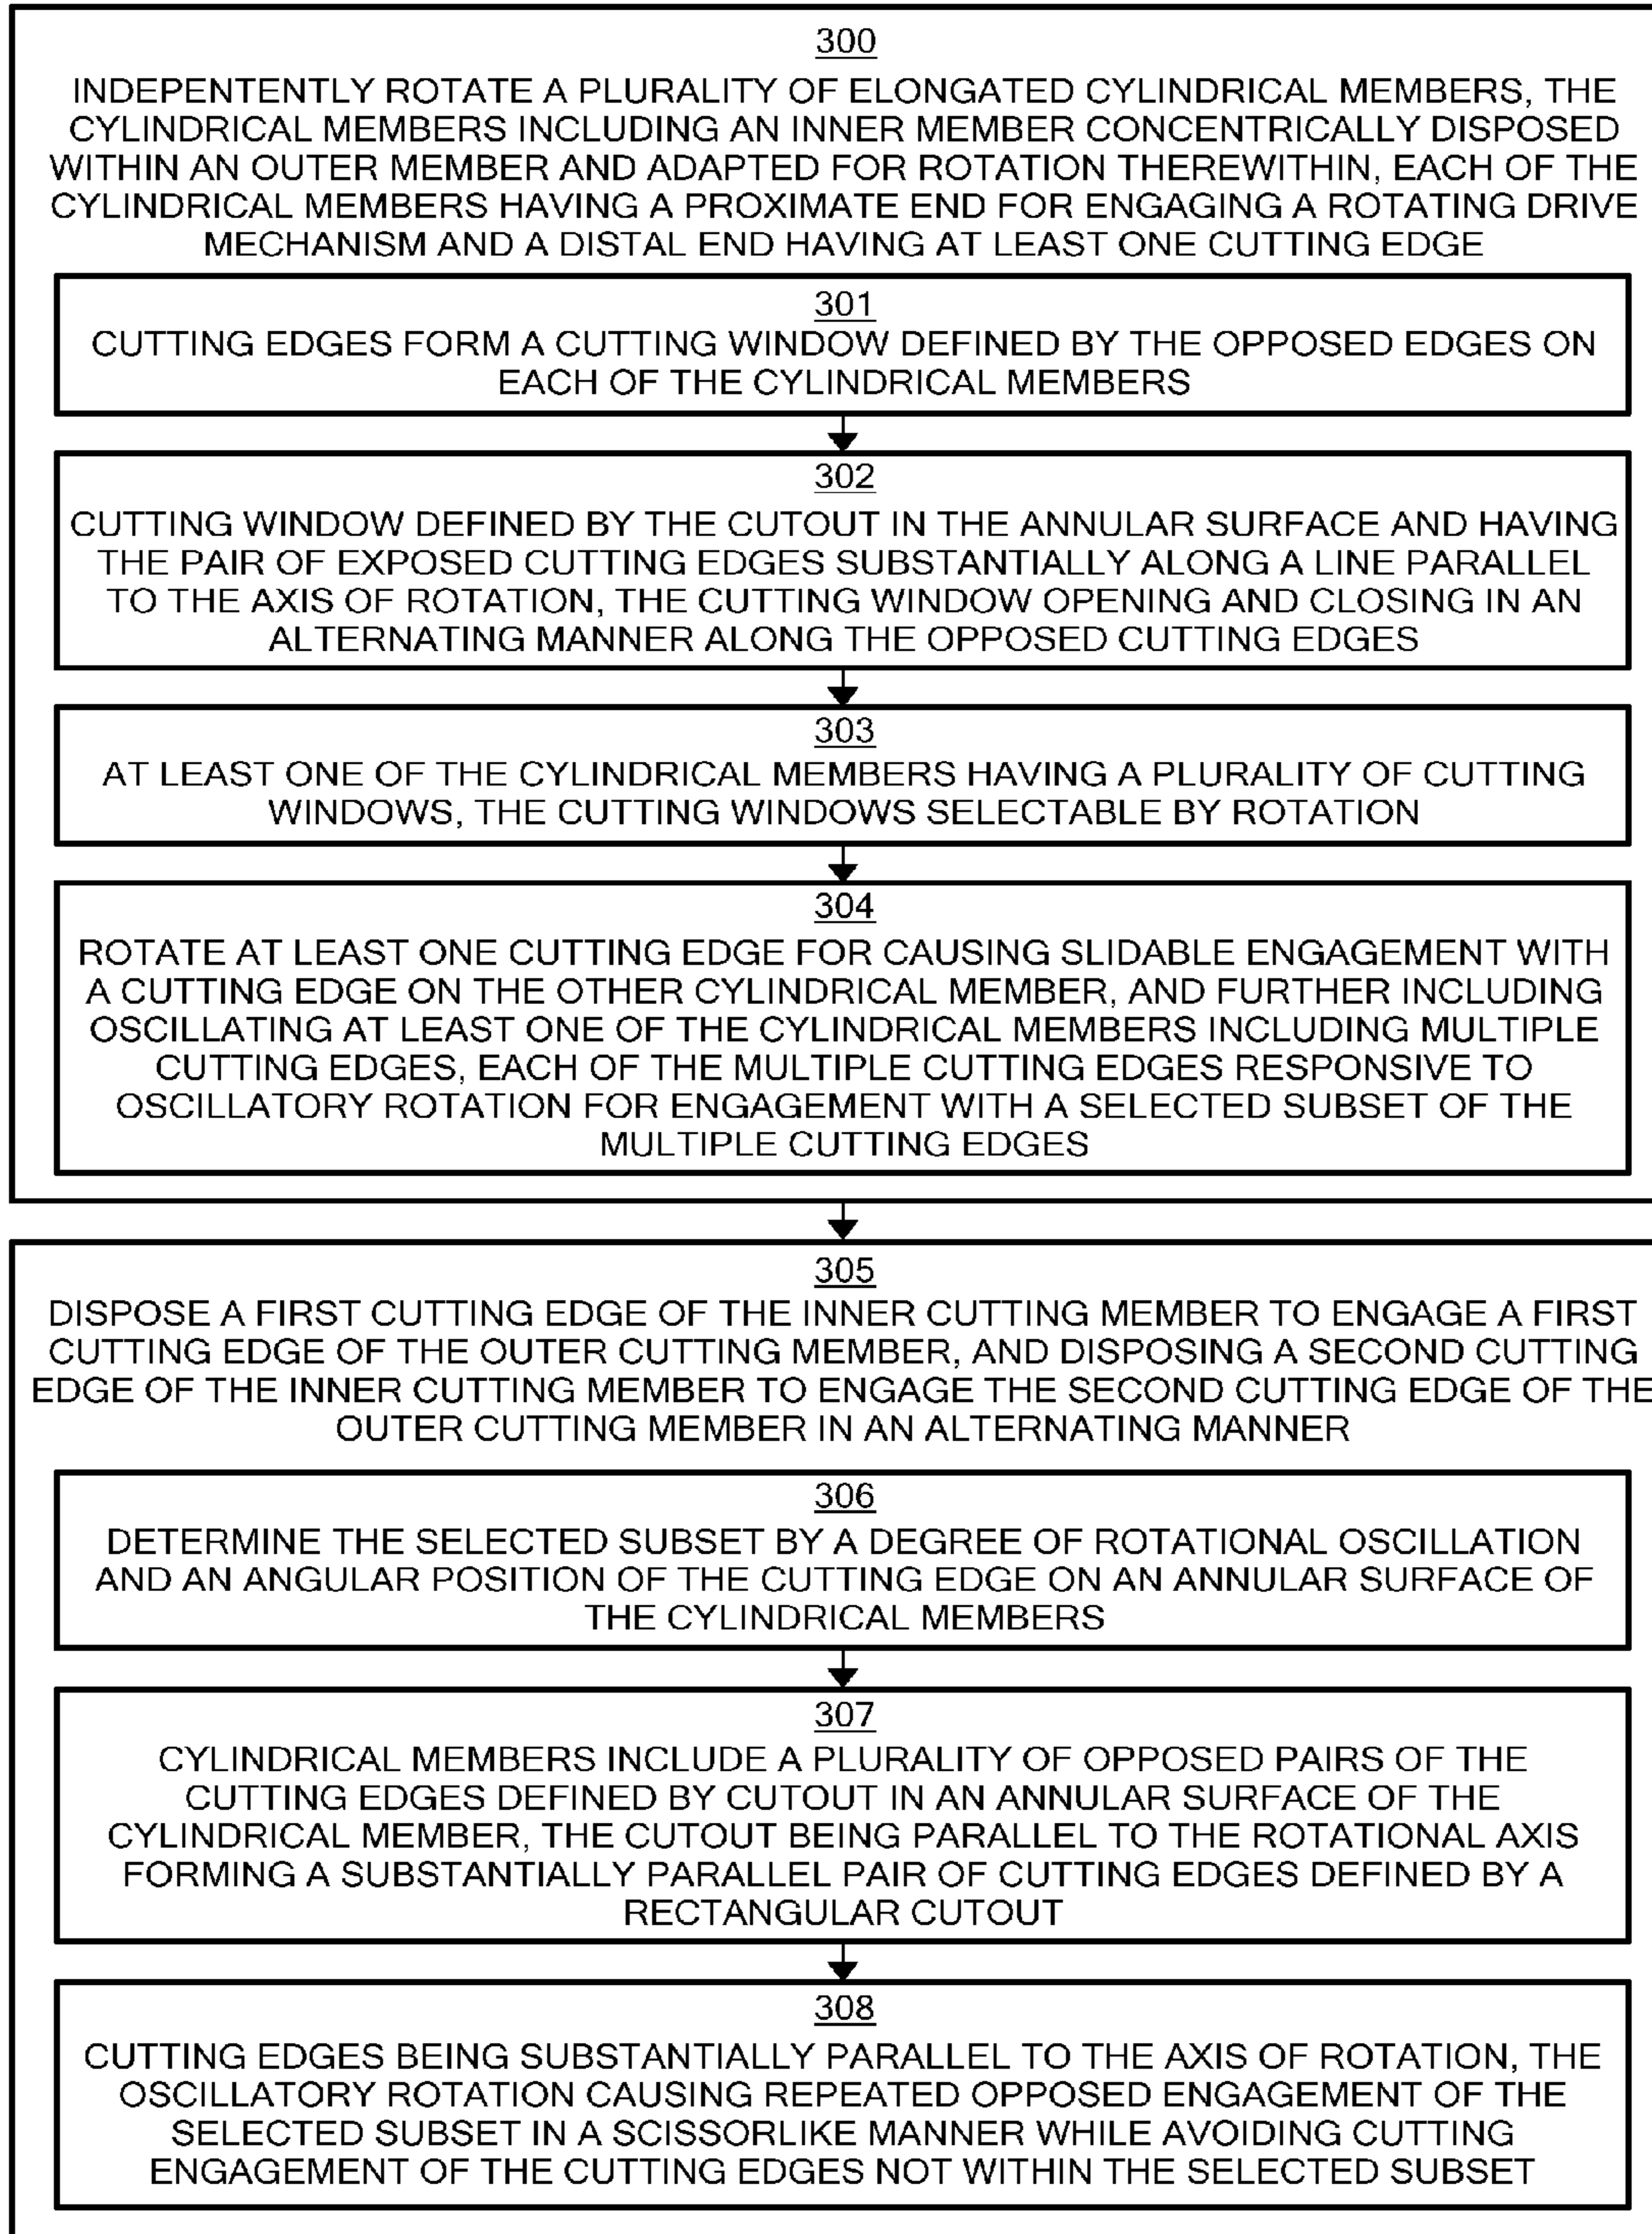 300
INDEPENTENTLY ROTATE A PLURALITY OF ELONGATED CYLINDRICAL MEMBERS, THE
CYLINDRICAL MEMBERS INCLUDING AN INNER MEMBER CONCENTRICALLY DISPOSED
WITHIN AN OUTER MEMBER AND ADAPTED FOR ROTATION THEREWITHIN, EACH OF THE
CYLINDRICAL MEMBERS HAVING A PROXIMATE END FOR ENGAGING A ROTATING DRIVE
MECHANISM AND A DISTAL END HAVING AT LEAST ONE CUTTING EDGE
301
CUTTING EDGES FORM A CUTTING WINDOW DEFINED BY THE OPPOSED EDGES ON
EACH OF THE CYLINDRICAL MEMBERS
302
CUTTING WINDOW DEFINED BY THE CUTOUT IN THE ANNULAR SURFACE AND HAVING
THE PAIR OF EXPOSED CUTTING EDGES SUBSTANTIALLY ALONG A LINE PARALLEL
TO THE AXIS OF ROTATION, THE CUTTING WINDOW OPENING AND CLOSING IN AN
ALTERNATING MANNER ALONG THE OPPOSED CUTTING EDGES
303
AT LEAST ONE OF THE CYLINDRICAL MEMBERS HAVING A PLURALITY OF CUTTING
WINDOWS, THE CUTTING WINDOWS SELECTABLE BY ROTATION
304
ROTATE AT LEAST ONE CUTTING EDGE FOR CAUSING SLIDABLE ENGAGEMENT WITH
A CUTTING EDGE ON THE OTHER CYLINDRICAL MEMBER, AND FURTHER INCLUDING
OSCILLATING AT LEAST ONE OF THE CYLINDRICAL MEMBERS INCLUDING MULTIPLE
CUTTING EDGES, EACH OF THE MULTIPLE CUTTING EDGES RESPONSIVE TO
OSCILLATORY ROTATION FOR ENGAGEMENT WITH A SELECTED SUBSET OF THE
MULTIPLE CUTTING EDGES
305
DISPOSE A FIRST CUTTING EDGE OF THE INNER CUTTING MEMBER TO ENGAGE A FIRST
CUTTING EDGE OF THE OUTER CUTTING MEMBER, AND DISPOSING A SECOND CUTTING
EDGE OF THE INNER CUTTING MEMBER TO ENGAGE THE SECOND CUTTING EDGE OF THE
OUTER CUTTING MEMBER IN AN ALTERNATING MANNER
306
DETERMINE THE SELECTED SUBSET BY A DEGREE OF ROTATIONAL OSCILLATION
AND AN ANGULAR POSITION OF THE CUTTING EDGE ON AN ANNULAR SURFACE OF
THE CYLINDRICAL MEMBERS
307
CYLINDRICAL MEMBERS INCLUDE A PLURALITY OF OPPOSED PAIRS OF THE
CUTTING EDGES DEFINED BY CUTOUT IN AN ANNULAR SURFACE OF THE
CYLINDRICAL MEMBER, THE CUTOUT BEING PARALLEL TO THE ROTATIONAL AXIS
FORMING A SUBSTANTIALLY PARALLEL PAIR OF CUTTING EDGES DEFINED BY A
RECTANGULAR CUTOUT
308
CUTTING EDGES BEING SUBSTANTIALLY PARALLEL TO THE AXIS OF ROTATION, THE
OSCILLATORY ROTATION CAUSING REPEATED OPPOSED ENGAGEMENT OF THE
SELECTED SUBSET IN A SCISSORLIKE MANNER WHILE AVOIDING CUTTING
ENGAGEMENT OF THE CUTTING EDGES NOT WITHIN THE SELECTED SUBSET